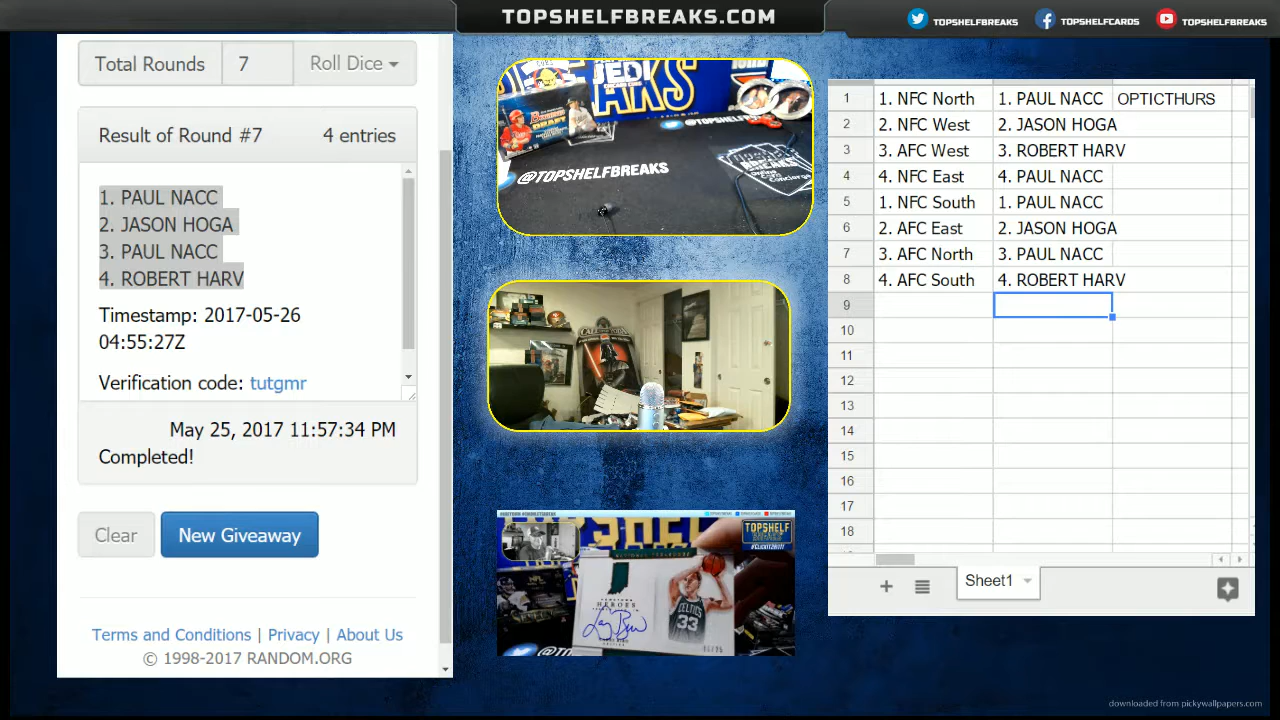 TOPSHELFBREAKS.COM
TOPSHELFBREAKS
TOPSHELFCARDS
TOPSHELFBREAKS
Total Rounds 7 Roll Dice
Result of Round #7 4 entries
1. PAUL NACC
2. JASON HOGA
3. PAUL NACC
4. ROBERT HARV
Timestamp: 2017-05-26
04:55:27Z
Verification code: tutgmr
May 25, 2017 11:57:34 PM
Completed!
Clear New Giveaway
Terms and Conditions | Privacy | About Us
© 1998-2017 RANDOM.ORG
JEDI
AKS
@TOPSHELFBREAKS
@TOPSHELFBREAKS
TOPSHELF
HEROES
CELTICS
33
1 1. NFC North 1. PAUL NACC OPTICTHURS
2 2. NFC West 2. JASON HOGA
3 3. AFC West 3. ROBERT HARV
4 4. NFC East 4. PAUL NACC
5 1. NFC South 1. PAUL NACC
6 2. AFC East 2. JASON HOGA
7 3. AFC North 3. PAUL NACC
8 4. AFC South 4. ROBERT HARV
9
10
11
12
13
14
15
16
17
18
Sheet1
downloaded from pickywallpapers.com